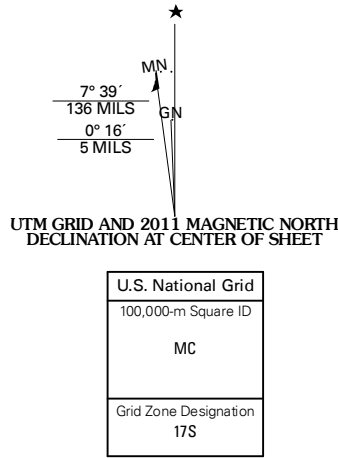 ★
MN
7° 39´
136 MILS
GN
0° 16´
5 MILS
UTM GRID AND 2011 MAGNETIC NORTH
DECLINATION AT CENTER OF SHEET
U.S. National Grid
100,000-m Square ID
MC
Grid Zone Designation
17S